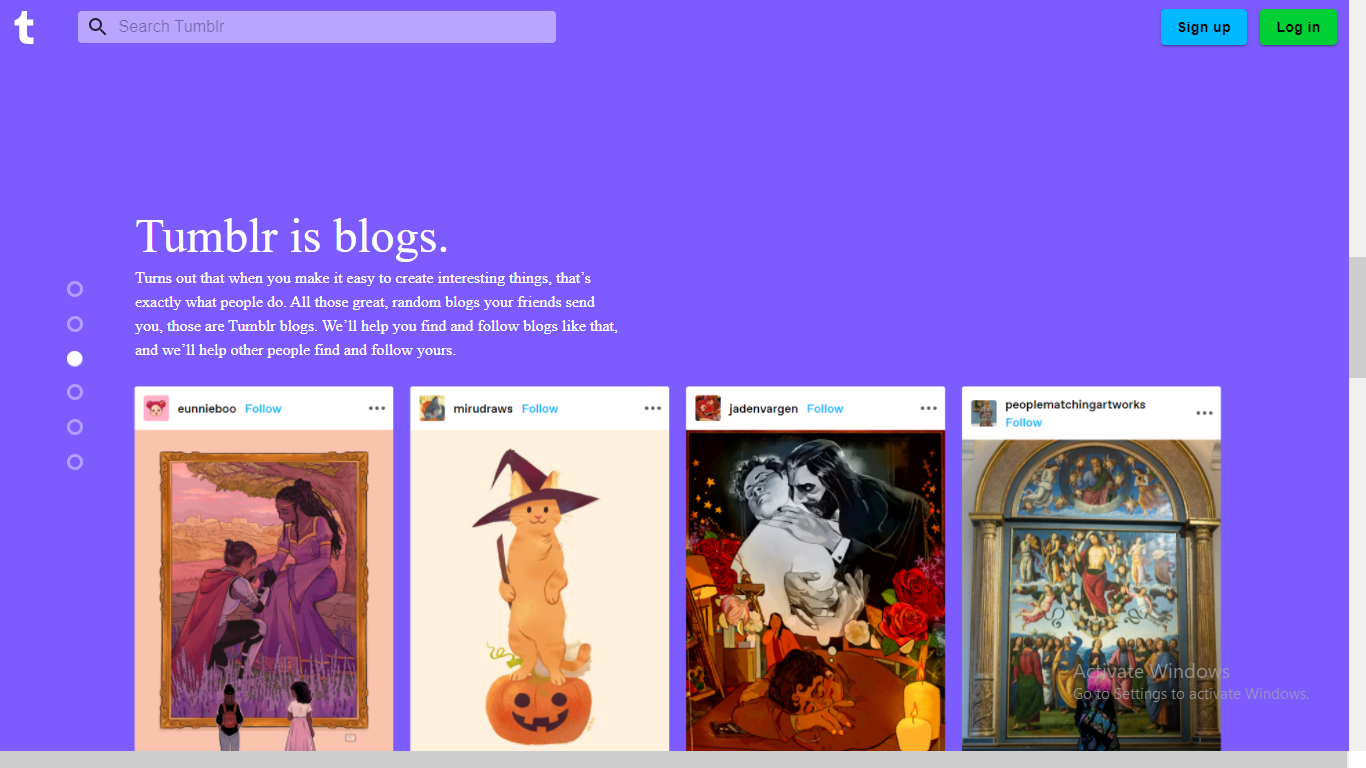 t
Search Tumblr
Sign up
Log in
Tumblr is blogs.
Turns out that when you make it easy to create interesting things, that’s
exactly what people do. All those great, random blogs your friends send
you, those are Tumblr blogs. We’ll help you find and follow blogs like that,
and we’ll help other people find and follow yours.
eunnieboo Follow
mirudraws Follow
jadenvargen Follow
peoplematchingartworks
Follow
Activate Windows
Go to Settings to activate Windows.